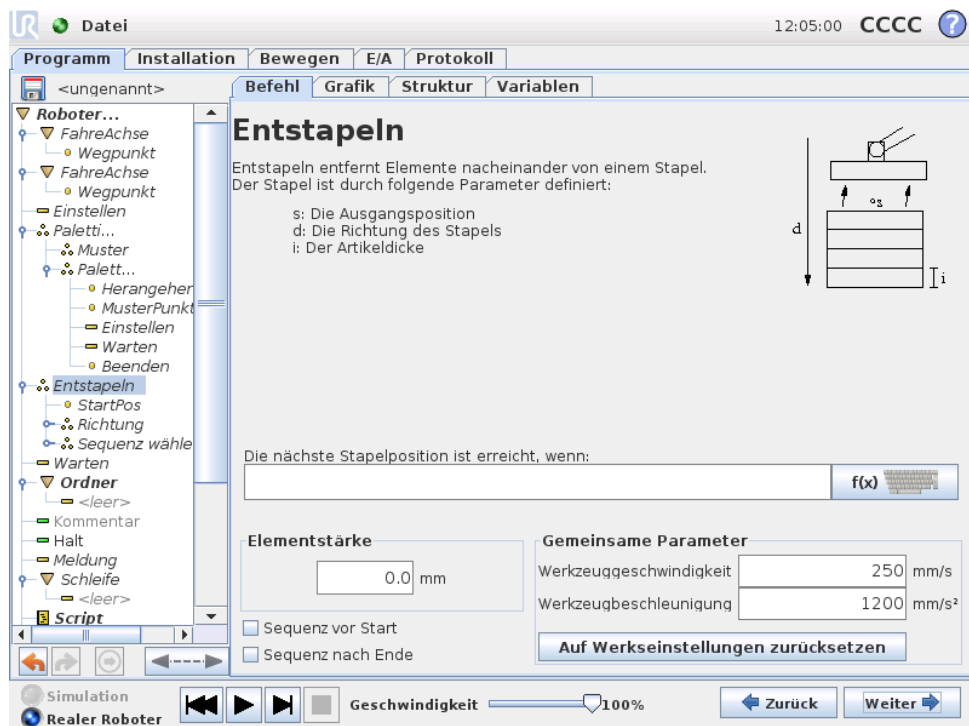 UR Datei 12:05:00 CCCC ?
Programm Installation Bewegen E/A Protokoll
<ungenannt>
Befehl Grafik Struktur Variablen
Roboter...
FahreAchse
Wegpunkt
FahreAchse
Wegpunkt
Einstellen
Paletti...
Muster
Palett...
Herangeher
MusterPunkt
Einstellen
Warten
Beenden
Entstapeln
StartPos
Richtung
Sequenz wähle
Warten
Ordner
<leer>
Kommentar
Halt
Meldung
Schleife
<leer>
Script
Entstapeln
Entstapeln entfernt Elemente nacheinander von einem Stapel.
Der Stapel ist durch folgende Parameter definiert:
s: Die Ausgangsposition
d: Die Richtung des Stapels
i: Der Artikeldicke
s
d
i
Die nächste Stapelposition ist erreicht, wenn:
f(x)
Elementstärke
0.0 mm
Sequenz vor Start
Sequenz nach Ende
Gemeinsame Parameter
Werkzeuggeschwindigkeit 250 mm/s
Werkzeugbeschleunigung 1200 mm/s²
Auf Werkseinstellungen zurücksetzen
Simulation
Realer Roboter
Geschwindigkeit 100%
Zurück Weiter